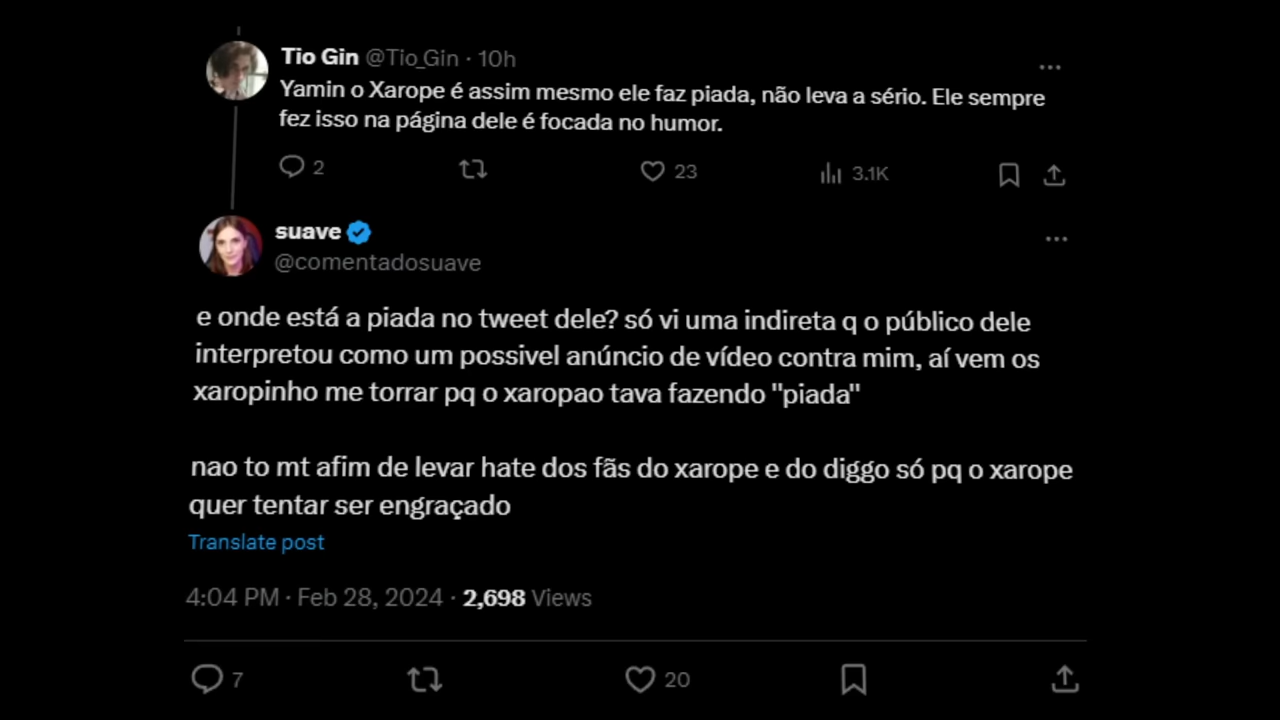 Tio Gin @Tio_Gin · 10h
Yamin o Xarope é assim mesmo ele faz piada, não leva a sério. Ele sempre
fez isso na página dele é focada no humor.
2 23 3.1K
suave
@comentadosuave
e onde está a piada no tweet dele? só vi uma indireta q o público dele
interpretou como um possivel anúncio de vídeo contra mim, aí vem os
xaropinho me torrar pq o xaropao tava fazendo "piada"
nao to mt afim de levar hate dos fãs do xarope e do diggo só pq o xarope
quer tentar ser engraçado
Translate post
4:04 PM · Feb 28, 2024 · 2,698 Views
7 20